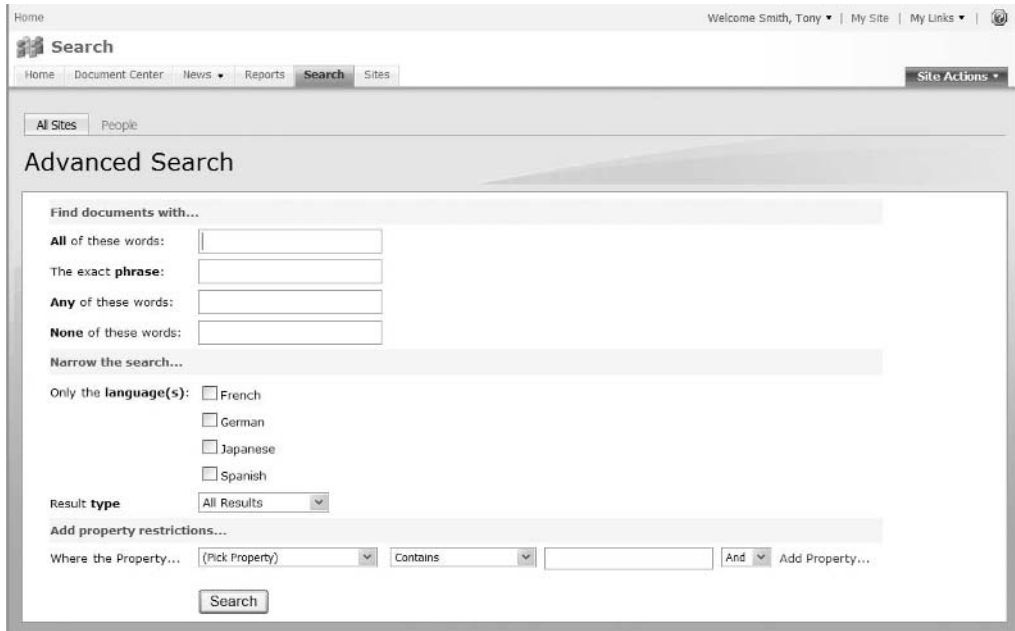 Home Welcome Smith, Tony | My Site | My Links |
Search
Home Document Center News Reports Search Sites Site Actions
All Sites People
Advanced Search
Find documents with...
All of these words:
The exact phrase:
Any of these words:
None of these words:
Narrow the search...
Only the language(s): French
German
Japanese
Spanish
Result type All Results
Add property restrictions...
Where the Property... (Pick Property) Contains And Add Property...
Search